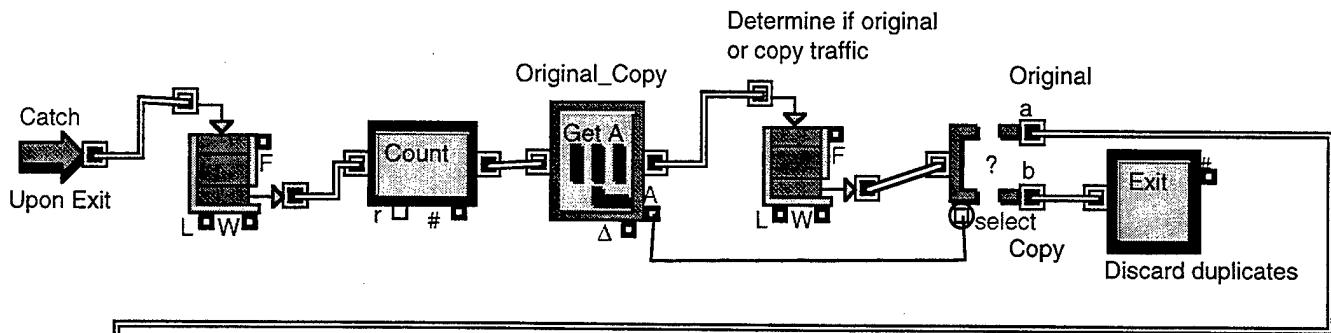 Determine if original
or copy traffic
Original_Copy
Original
Catch
Upon Exit
F
L W
Count
r #
Get A
A
Δ
F
L W
a
?
b
select
Copy
Exit
#
Discard duplicates